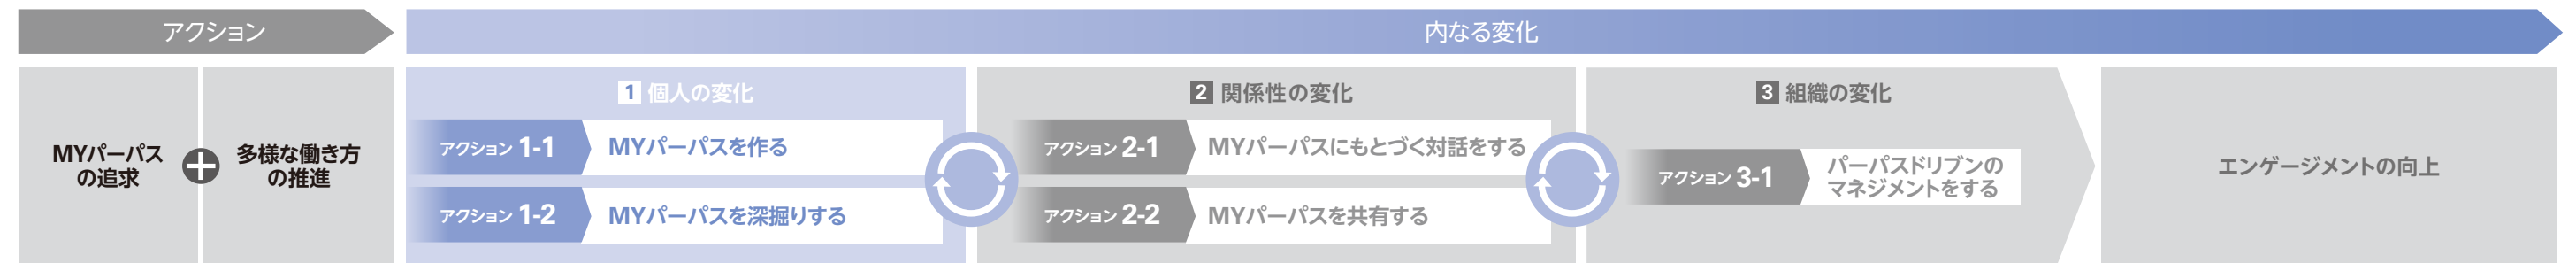 アクション
内なる変化
MYパーパス
の追求
多様な働き方
の推進
1 個人の変化
アクション 1-1
MYパーパスを作る
アクション 1-2
MYパーパスを深掘りする
2 関係性の変化
アクション 2-1
MYパーパスにもとづく対話をする
アクション 2-2
MYパーパスを共有する
3 組織の変化
アクション 3-1
パーパスドリブンの
マネジメントをする
エンゲージメントの向上